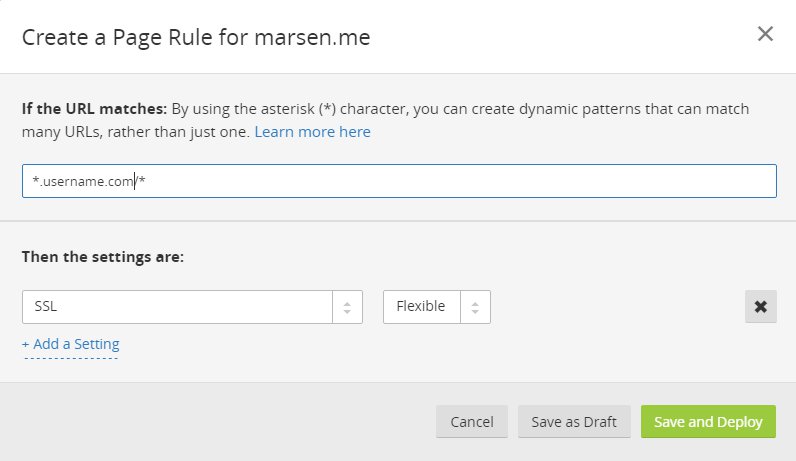 Create a Page Rule for marsen.me
If the URL matches: By using the asterisk (*) character, you can create dynamic patterns that can match
many URLs, rather than just one. Learn more here
*.username.com/*
Then the settings are:
SSL Flexible
+ Add a Setting
Cancel Save as Draft Save and Deploy